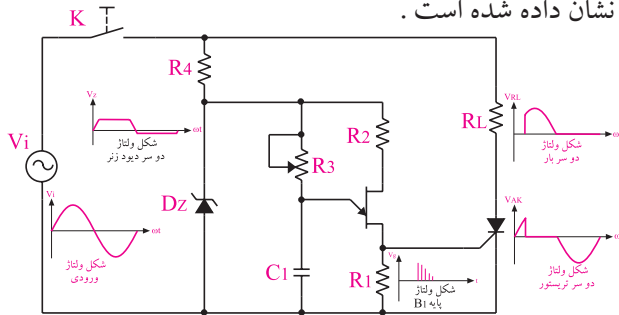 نشان داده شده است .
K
R4
Vz
ωt
شکل ولتاژ
دو سر دیود زنر
Vi
R2
RL
VRL
شکل ولتاژ
دو سر بار
R3
Vi
ωt
شکل ولتاژ
ورودی
Dz
VAK
شکل ولتاژ
دو سر تریستور
C1
R1
Vg
t
شکل ولتاژ
پایه B1